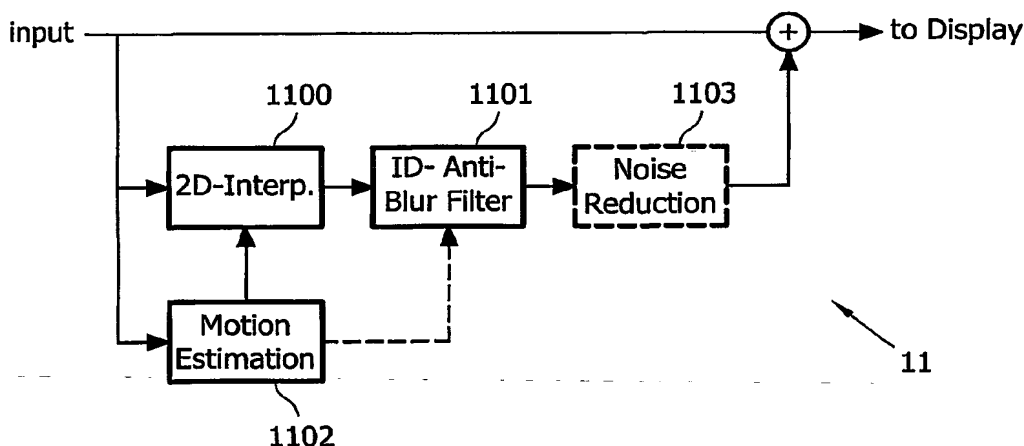 input
to Display
1100
1101
1103
2D-Interp.
ID- Anti-
Blur Filter
Noise
Reduction
Motion
Estimation
11
1102